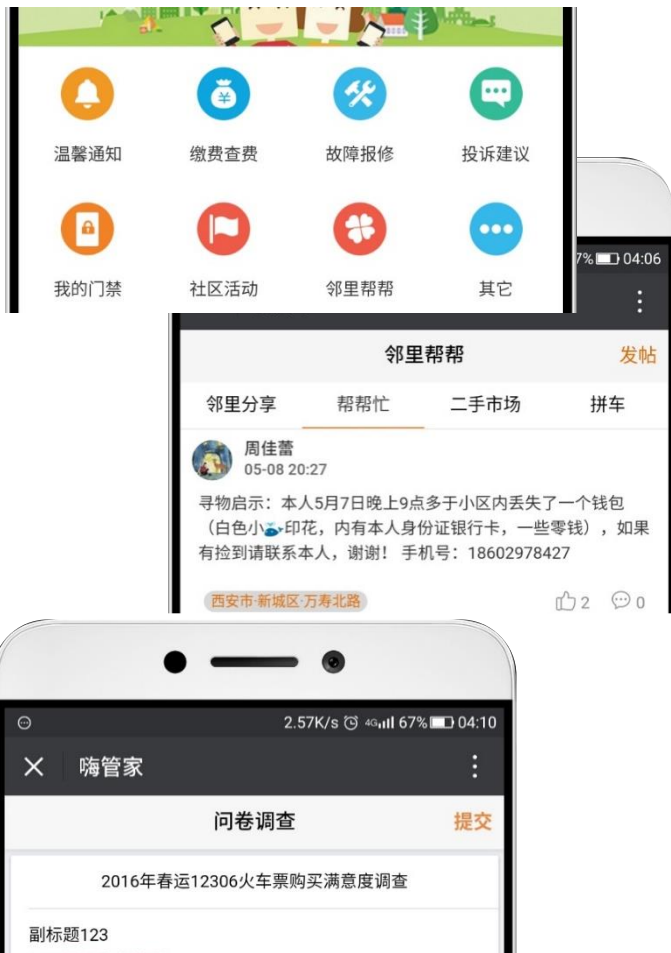 温馨通知 缴费查费 故障报修 投诉建议
我的门禁 社区活动 邻里帮帮 其它
7% 04:06
邻里帮帮 发帖
邻里分享 帮帮忙 二手市场 拼车
周佳蕾
05-08 20:27
寻物启示：本人5月7日晚上9点多于小区内丢失了一个钱包
（白色小🐳印花，内有本人身份证银行卡，一些零钱），如果
有捡到请联系本人，谢谢！ 手机号：18602978427
西安市·新城区·万寿北路 2 0
2.57K/s 4G 67% 04:10
嗨管家
问卷调查 提交
2016年春运12306火车票购买满意度调查
副标题123